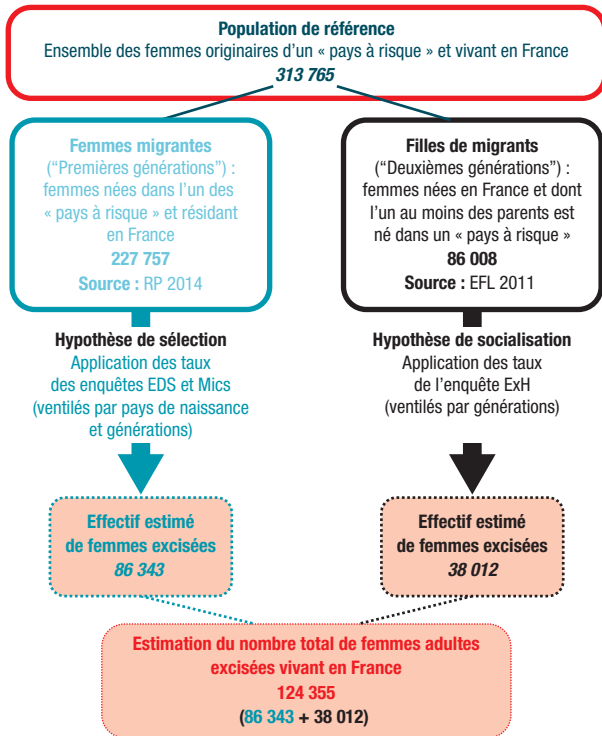 Population de référence
Ensemble des femmes originaires d'un « pays à risque » et vivant en France
313 765
Femmes migrantes
("Premières générations") :
femmes nées dans l'un des
« pays à risque » et résidant
en France
227 757
Source : RP 2014
Filles de migrants
("Deuxièmes générations") :
femmes nées en France et dont
l'un au moins des parents est
né dans un « pays à risque »
86 008
Source : EFL 2011
Hypothèse de sélection
Application des taux
des enquêtes EDS et Mics
(ventilés par pays de naissance
et générations)
Hypothèse de socialisation
Application des taux
de l'enquête ExH
(ventilés par générations)
Effectif estimé
de femmes excisées
86 343
Effectif estimé
de femmes excisées
38 012
Estimation du nombre total de femmes adultes
excisées vivant en France
124 355
(86 343 + 38 012)